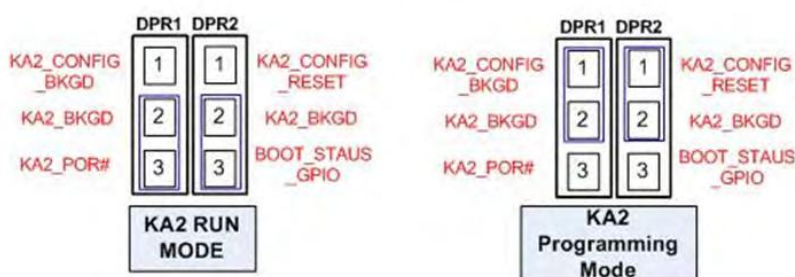 DPR1 DPR2 DPR1 DPR2
KA2_CONFIG _BKGD 1 1 KA2_CONFIG _RESET KA2_CONFIG _BKGD 1 1 KA2_CONFIG _RESET
KA2_BKGD 2 2 KA2_BKGD KA2_BKGD 2 2 KA2_BKGD
KA2_POR# 3 3 BOOT_STAUS _GPIO KA2_POR# 3 3 BOOT_STAUS _GPIO
KA2 RUN
MODE
KA2
Programming
Mode